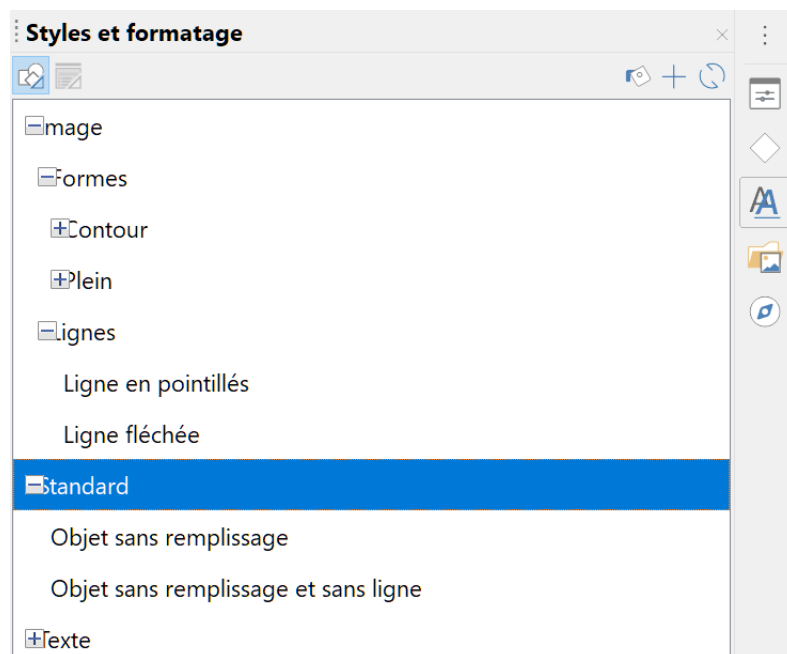 Styles et formatage
Image
Formes
Contour
Plein
Lignes
Ligne en pointillés
Ligne fléchée
Standard
Objet sans remplissage
Objet sans remplissage et sans ligne
Texte